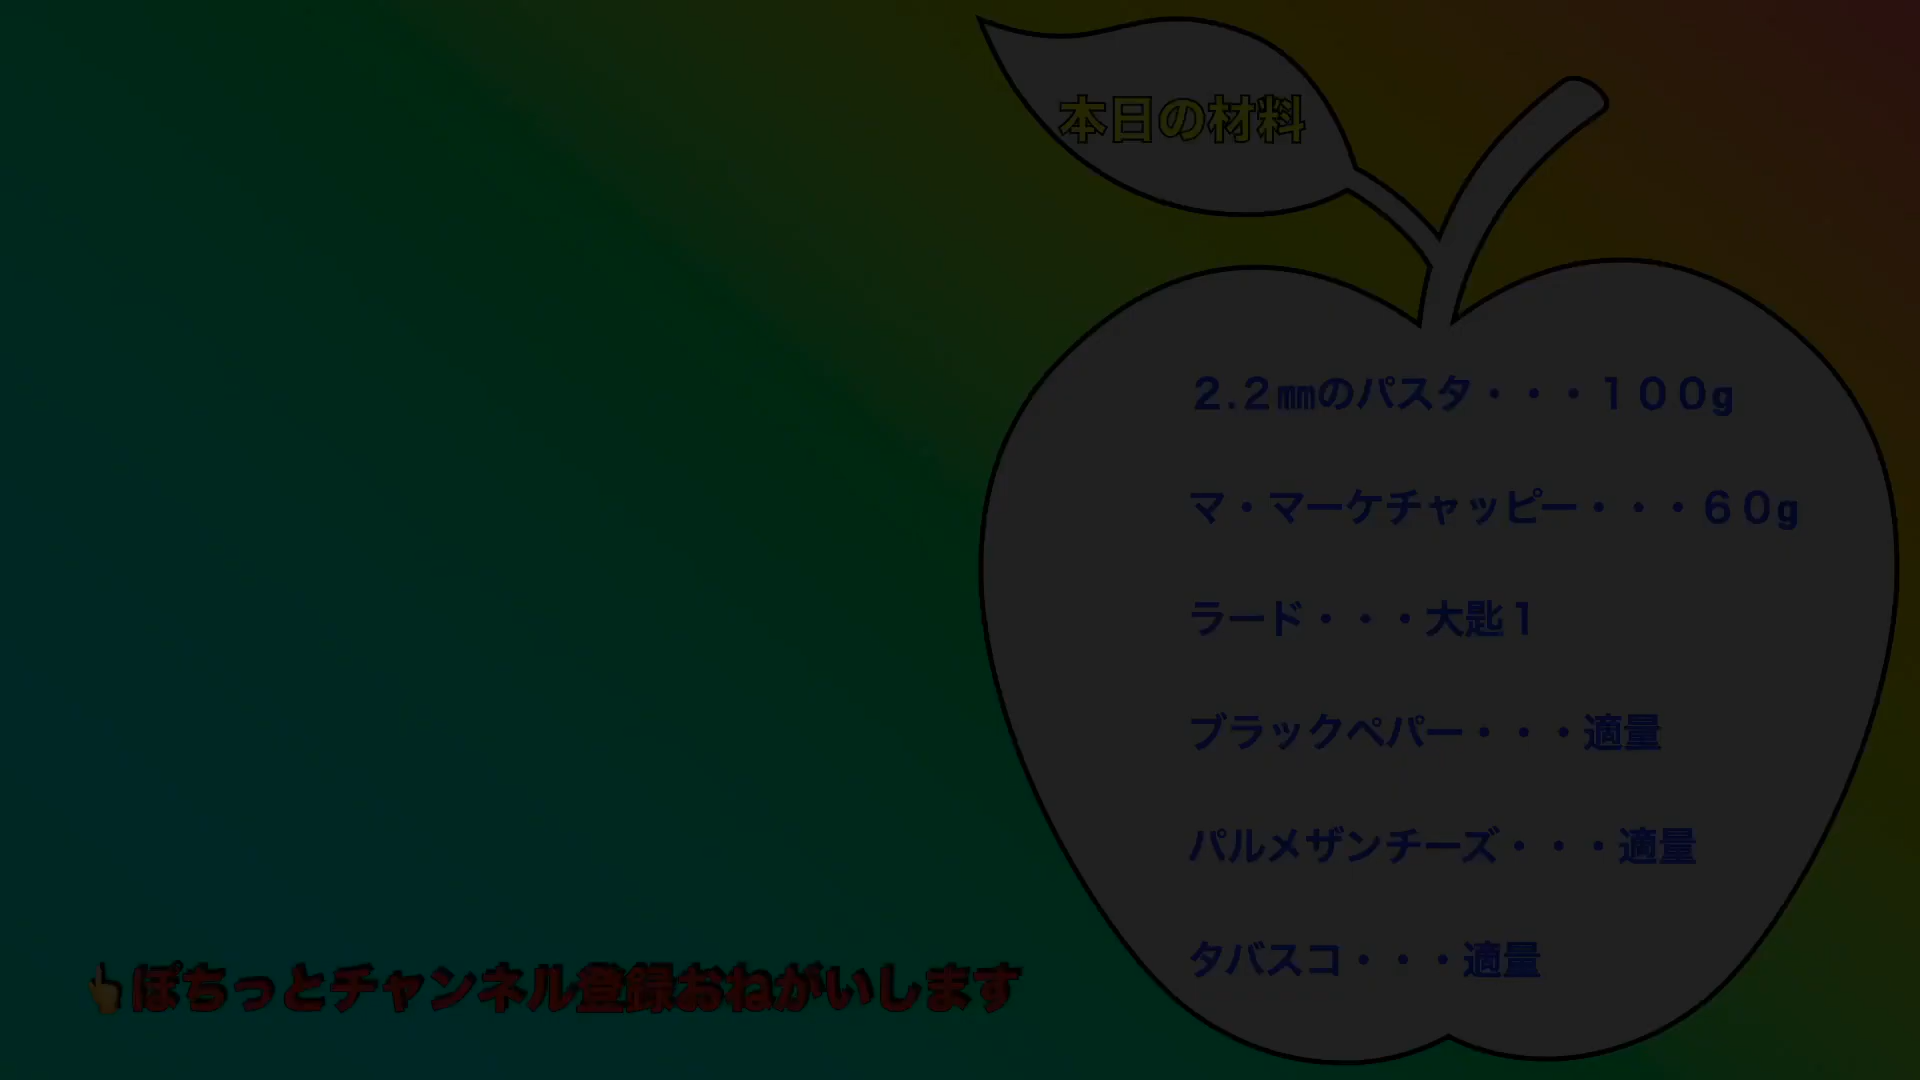 本日の材料
２.２㎜のパスタ・・・１００g
マ・マーケチャッピー・・・６０g
ラード・・・大匙１
ブラックペパー・・・適量
パルメザンチーズ・・・適量
タバスコ・・・適量
👆ぽちっとチャンネル登録おねがいします